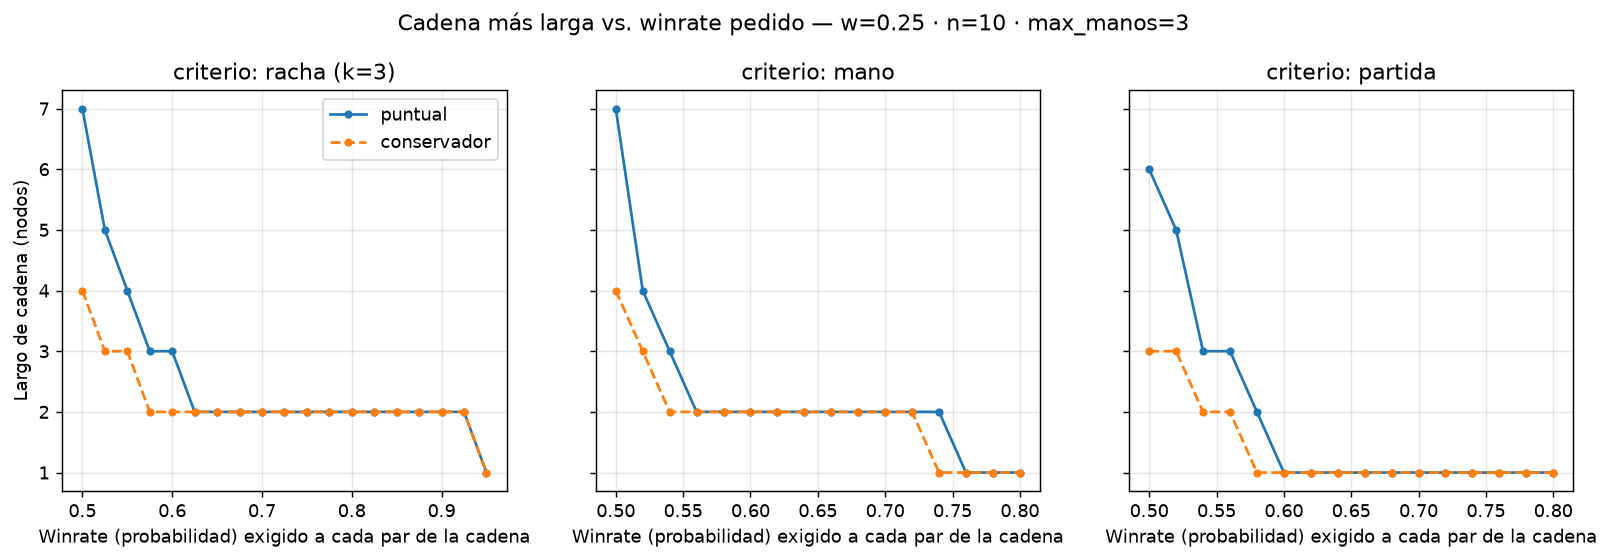 Cadena más larga vs. winrate pedido — w=0.25 · n=10 · max_manos=3
criterio: racha (k=3)
criterio: mano
criterio: partida
puntual
conservador
Largo de cadena (nodos)
7
6
5
4
3
2
1
0.5 0.6 0.7 0.8 0.9
0.50 0.55 0.60 0.65 0.70 0.75 0.80
0.50 0.55 0.60 0.65 0.70 0.75 0.80
Winrate (probabilidad) exigido a cada par de la cadena
Winrate (probabilidad) exigido a cada par de la cadena
Winrate (probabilidad) exigido a cada par de la cadena